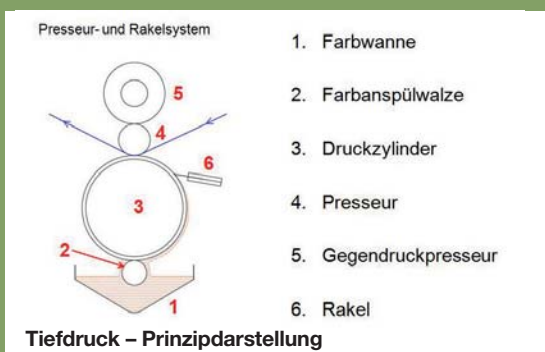 Presseur- und Rakelsystem
5
4
6
3
2
1
1. Farbwanne
2. Farbanspülwalze
3. Druckzylinder
4. Presseur
5. Gegendruckpresseur
6. Rakel
Tiefdruck – Prinzipdarstellung